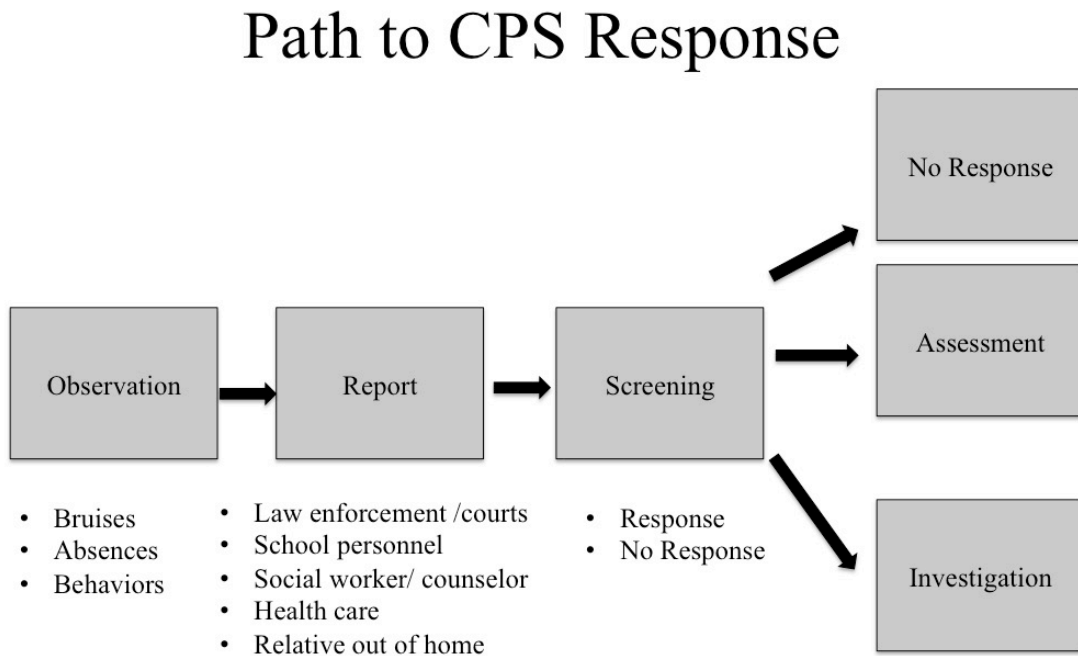 Path to CPS Response
No Response
Assessment
Observation
Report
Screening
Investigation
• Bruises
• Absences
• Behaviors
• Law enforcement /courts
• School personnel
• Social worker/ counselor
• Health care
• Relative out of home
• Response
• No Response